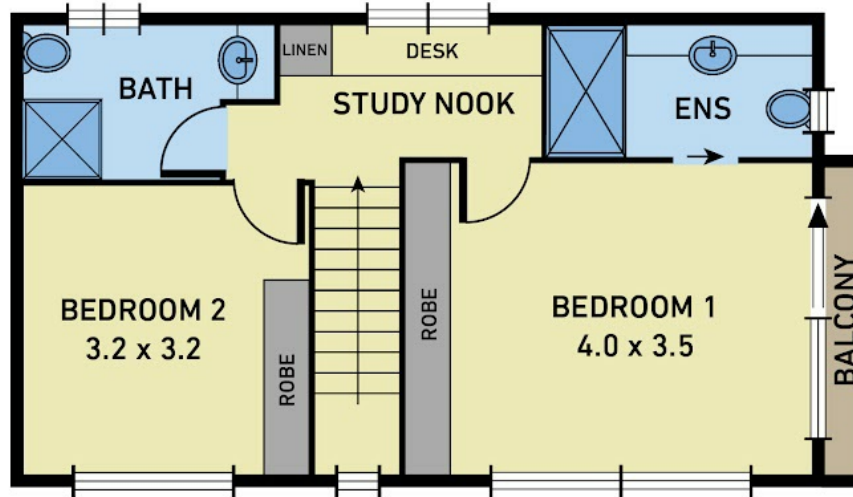 LINEN
DESK
BATH
STUDY NOOK
ENS
BEDROOM 2
3.2 x 3.2
ROBE
ROBE
BEDROOM 1
4.0 x 3.5
BALCONY